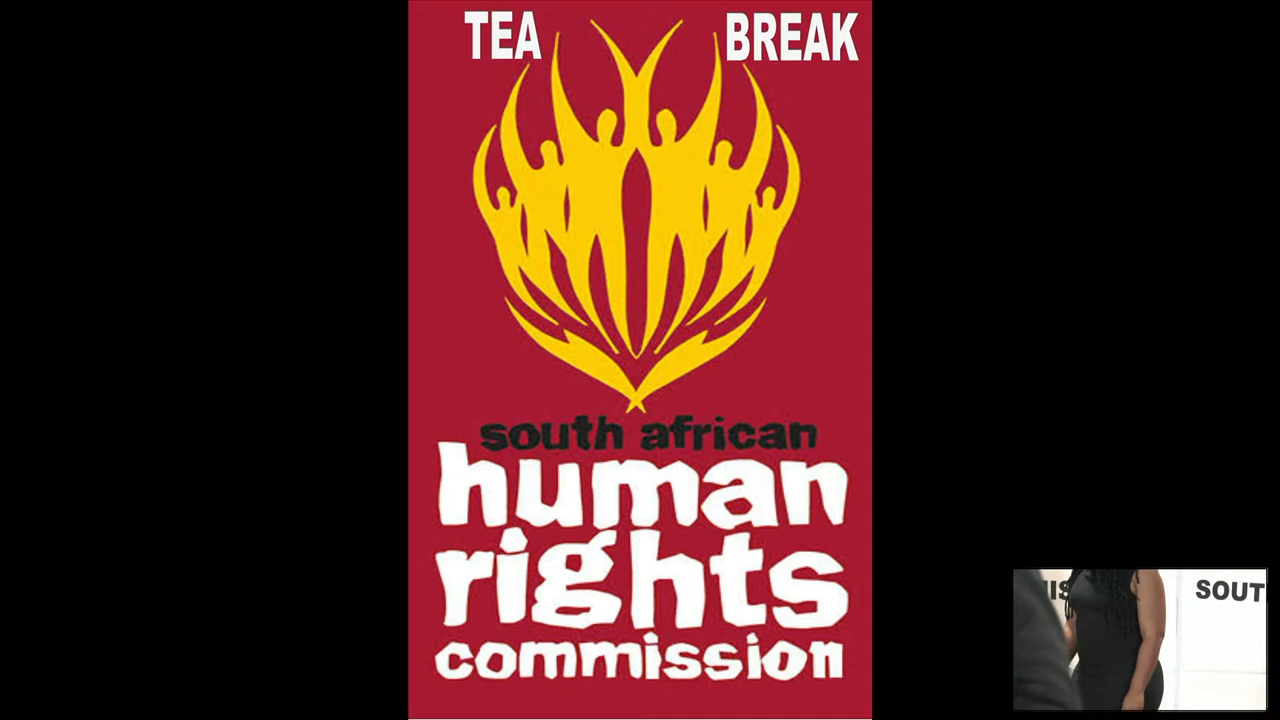 TEA BREAK
south african
human
rights
commission
SOUT